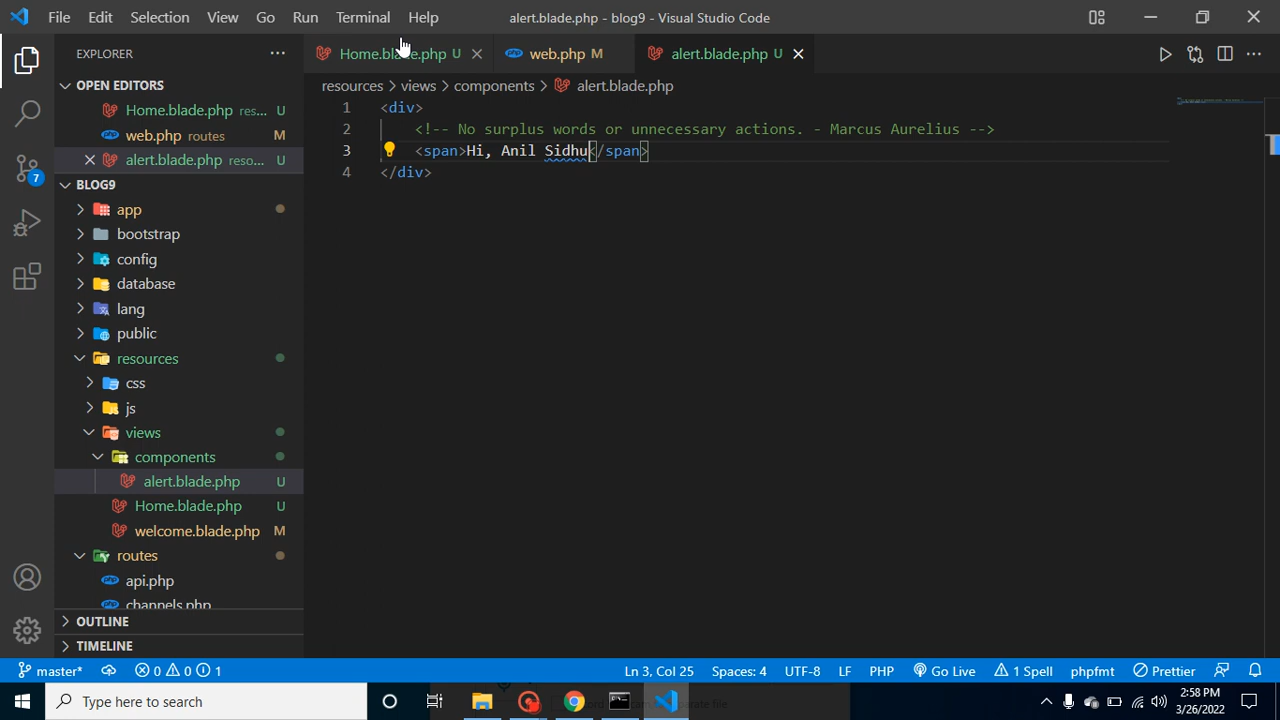 File Edit Selection View Go Run Terminal Help
alert.blade.php - blog9 - Visual Studio Code
EXPLORER
Home.blade.php U
web.php M
alert.blade.php U
OPEN EDITORS
Home.blade.php res... U
web.php routes M
alert.blade.php reso... U
BLOG9
app
bootstrap
config
database
lang
public
resources
css
js
views
components
alert.blade.php U
Home.blade.php U
welcome.blade.php M
routes
api.php
channels.php
OUTLINE
TIMELINE
7
resources > views > components > alert.blade.php
1 <div>
2 <!-- No surplus words or unnecessary actions. - Marcus Aurelius -->
3 <span>Hi, Anil Sidhu</span>
4 </div>
master* 0 0 1
Ln 3, Col 25 Spaces: 4 UTF-8 LF PHP Go Live 1 Spell phpfmt Prettier
Type here to search
2:58 PM
3/26/2022